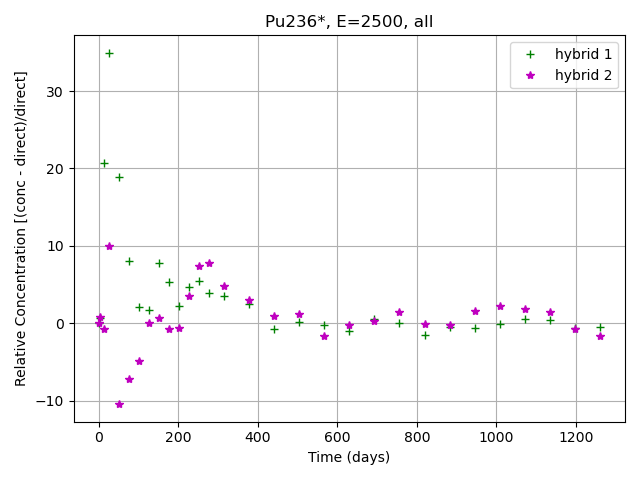 Pu236*, E=2500, all
hybrid 1
hybrid 2
Relative Concentration [(conc - direct)/direct]
30
20
10
0
−10
0 200 400 600 800 1000 1200
Time (days)